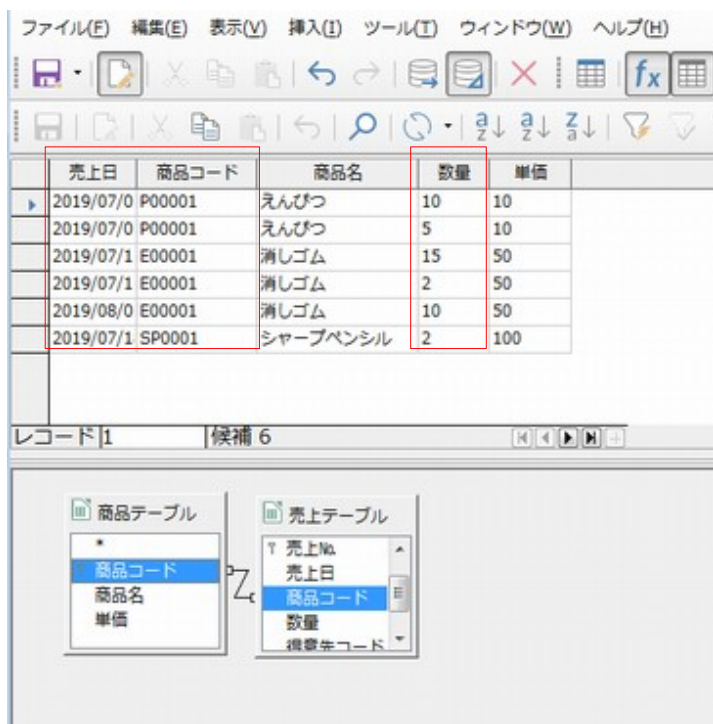 ファイル(F) 編集(E) 表示(V) 挿入(I) ツール(T) ウィンドウ(W) ヘルプ(H)
売上日 商品コード 商品名 数量 単価
2019/07/0 P00001 えんぴつ 10 10
2019/07/0 P00001 えんぴつ 5 10
2019/07/1 E00001 消しゴム 15 50
2019/07/1 E00001 消しゴム 2 50
2019/08/0 E00001 消しゴム 10 50
2019/07/1 SP0001 シャープペンシル 2 100
レコード 1 候補 6
商品テーブル
*
商品コード
商品名
単価
売上テーブル
売上No.
売上日
商品コード
数量
得意先コード